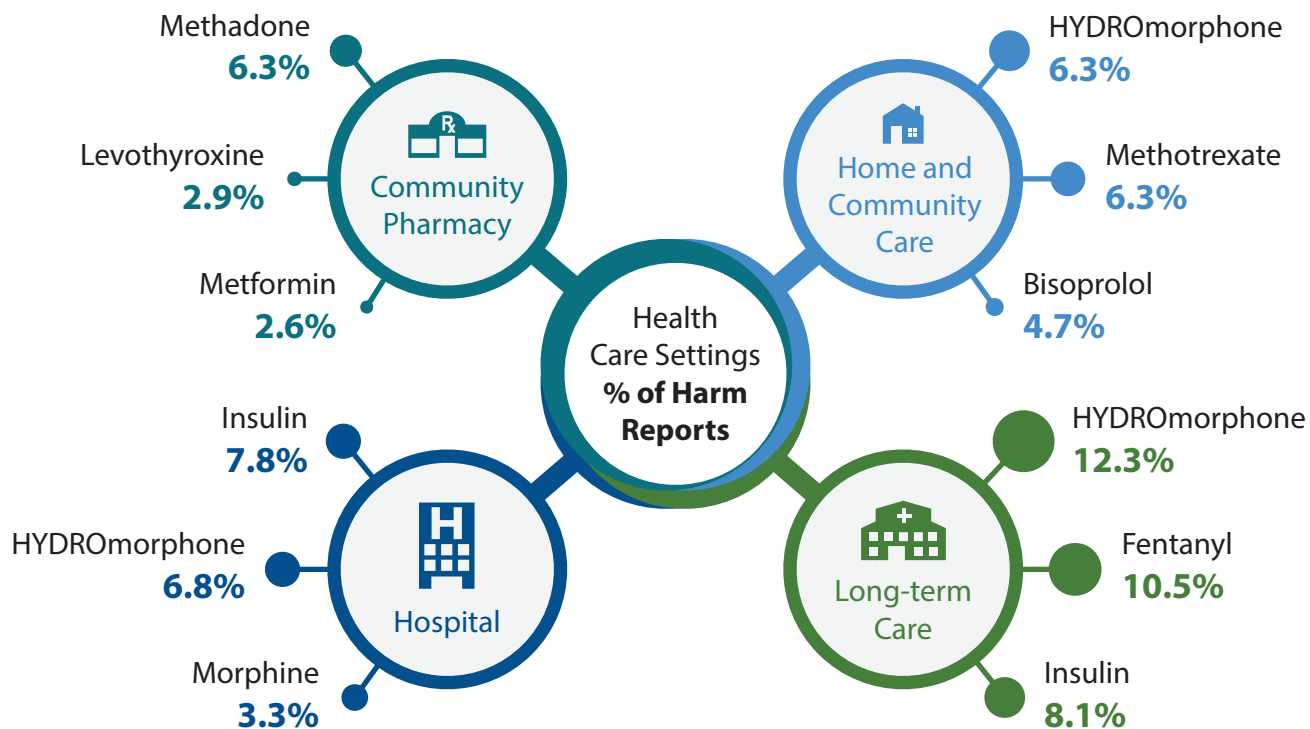 Methadone
6.3%
Levothyroxine
2.9%
Metformin
2.6%
Rx
Community
Pharmacy
HYDROmorphone
6.3%
Methotrexate
6.3%
Bisoprolol
4.7%
Home and
Community
Care
Health
Care Settings
% of Harm
Reports
Insulin
7.8%
HYDROmorphone
6.8%
Morphine
3.3%
H
Hospital
HYDROmorphone
12.3%
Fentanyl
10.5%
Insulin
8.1%
Long-term
Care